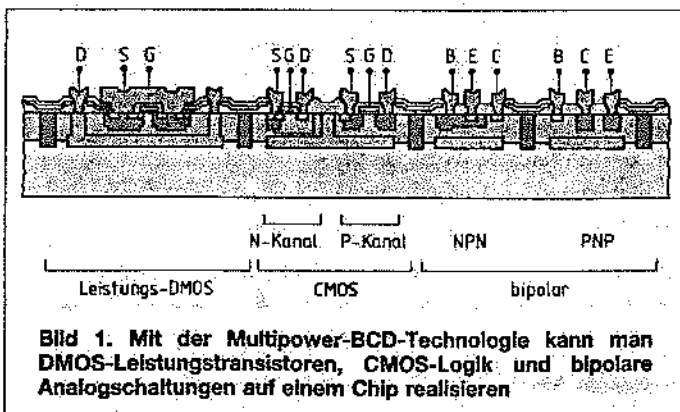 D S G S G D S G D B E C B C E
N-Kanal P-Kanal NPN PNP
Leistungs-DMOS CMOS bipolar
Bild 1. Mit der Multipower-BCD-Technologie kann man
DMOS-Leistungstransistoren, CMOS-Logik und bipolare
Analogschaltungen auf einem Chip realisieren